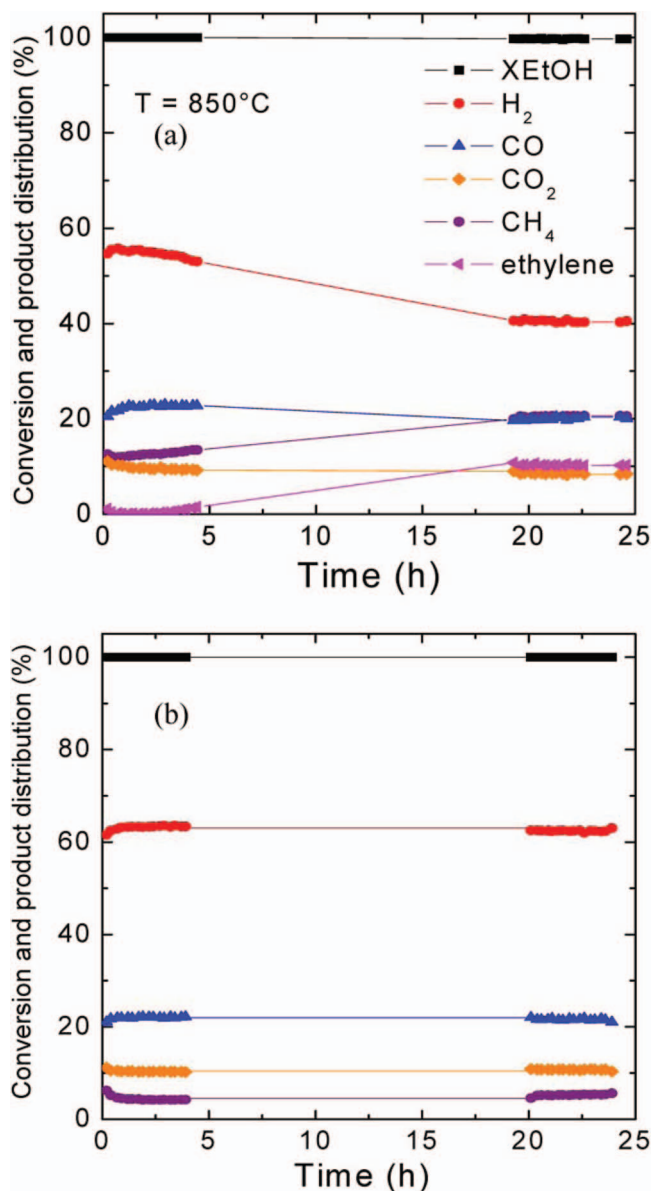 100
80
60
40
20
0
Conversion and product distribution (%)
T = 850°C
(a)
XEtOH
H₂
CO
CO₂
CH₄
ethylene
0 5 10 15 20 25
Time (h)
100
80
60
40
20
0
Conversion and product distribution (%)
(b)
0 5 10 15 20 25
Time (h)